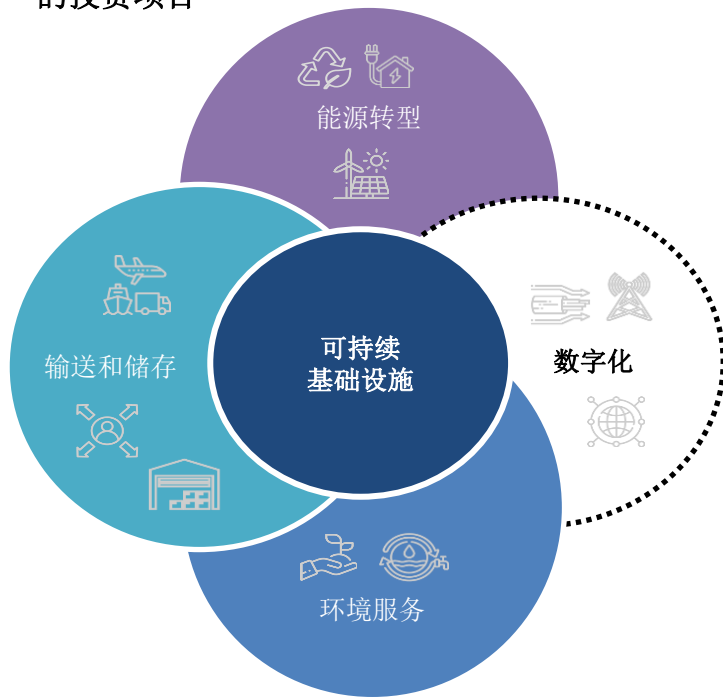 的投资项目
能源转型
可持续
基础设施
数字化
输送和储存
环境服务